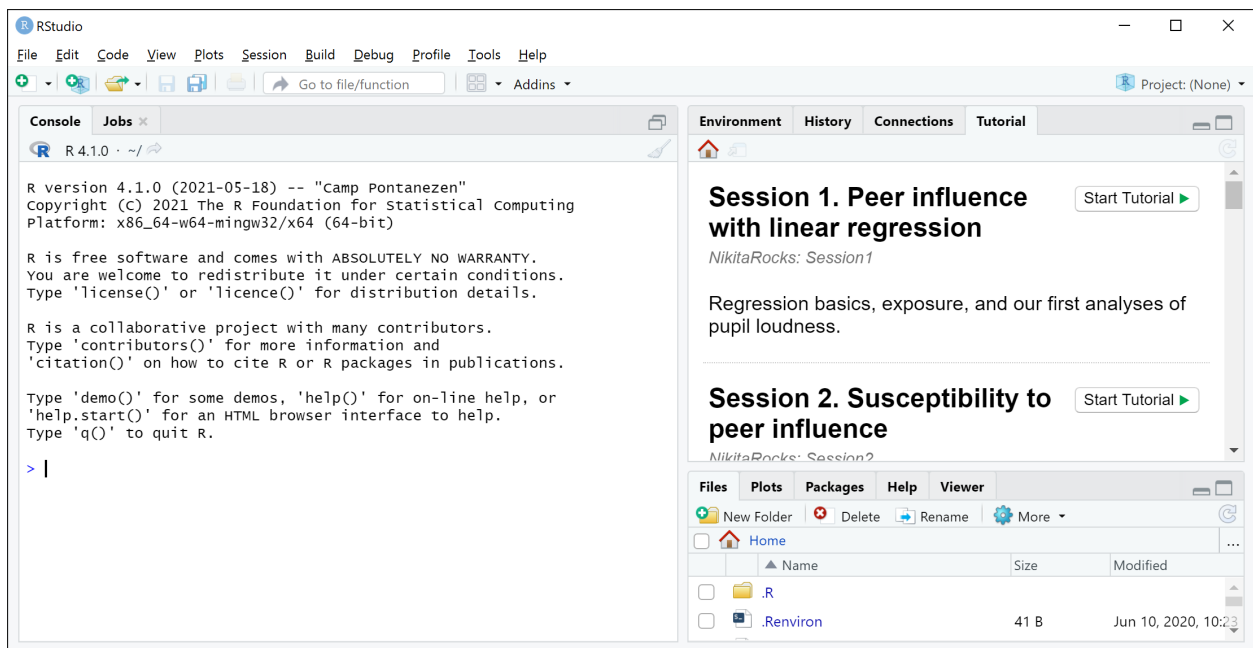 RStudio
File Edit Code View Plots Session Build Debug Profile Tools Help
Go to file/function Addins Project: (None)
Console Jobs
R 4.1.0 · ~/
R version 4.1.0 (2021-05-18) -- "Camp Pontanezen"
Copyright (C) 2021 The R Foundation for Statistical Computing
Platform: x86_64-w64-mingw32/x64 (64-bit)
R is free software and comes with ABSOLUTELY NO WARRANTY.
You are welcome to redistribute it under certain conditions.
Type 'license()' or 'licence()' for distribution details.
R is a collaborative project with many contributors.
Type 'contributors()' for more information and
'citation()' on how to cite R or R packages in publications.
Type 'demo()' for some demos, 'help()' for on-line help, or
'help.start()' for an HTML browser interface to help.
Type 'q()' to quit R.
>
Environment History Connections Tutorial
Session 1. Peer influence
with linear regression
Start Tutorial
NikitaRocks: Session1
Regression basics, exposure, and our first analyses of
pupil loudness.
Session 2. Susceptibility to
peer influence
Start Tutorial
NikitaRocks: Session2
Files Plots Packages Help Viewer
New Folder Delete Rename More
Home ...
Name Size Modified
.R
.Renviron 41 B Jun 10, 2020, 10:23